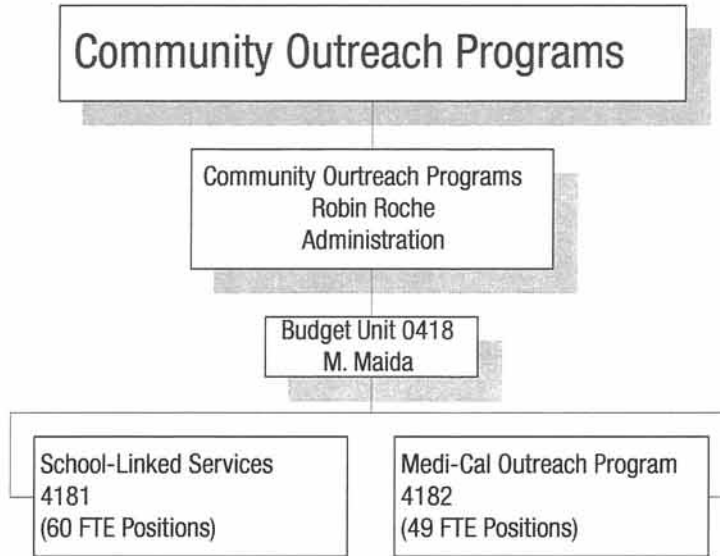 Community Outreach Programs
Community Ourtreach Programs
Robin Roche
Administration
Budget Unit 0418
M. Maida
School-Linked Services
4181
(60 FTE Positions)
Medi-Cal Outreach Program
4182
(49 FTE Positions)